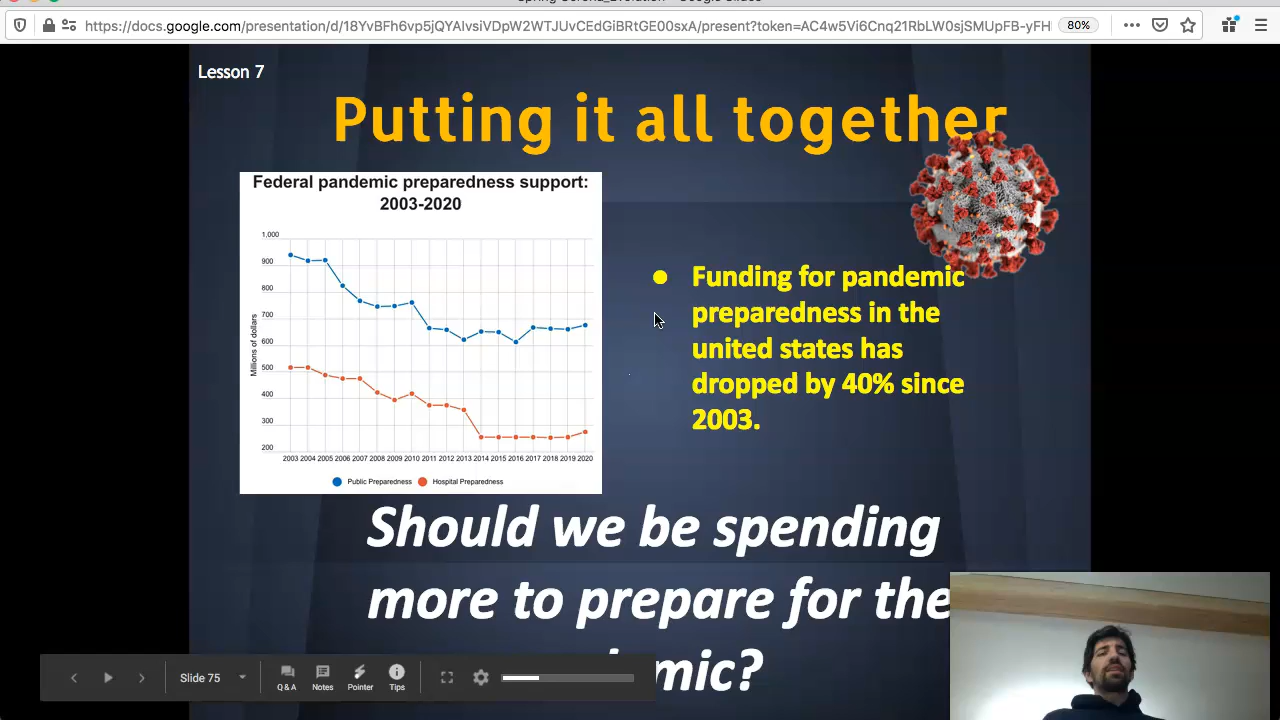 https://docs.google.com/presentation/d/18YvBFh6vp5jQYAIvsiVDpW2WTJUvCEdGiBRtGE00sxA/present?token=AC4w5Vi6Cnq21RbLW0sjSMUpFB-yFH
80%
Lesson 7
Putting it all together
Federal pandemic preparedness support:
2003-2020
1,000
900
800
700
600
500
400
300
200
Millions of dollars
2003 2004 2005 2006 2007 2008 2009 2010 2011 2012 2013 2014 2015 2016 2017 2018 2019 2020
Public Preparedness Hospital Preparedness
Funding for pandemic
preparedness in the
united states has
dropped by 40% since
2003.
Should we be spending
more to prepare for the
mic?
Slide 75
Q & A
Notes
Pointer
Tips